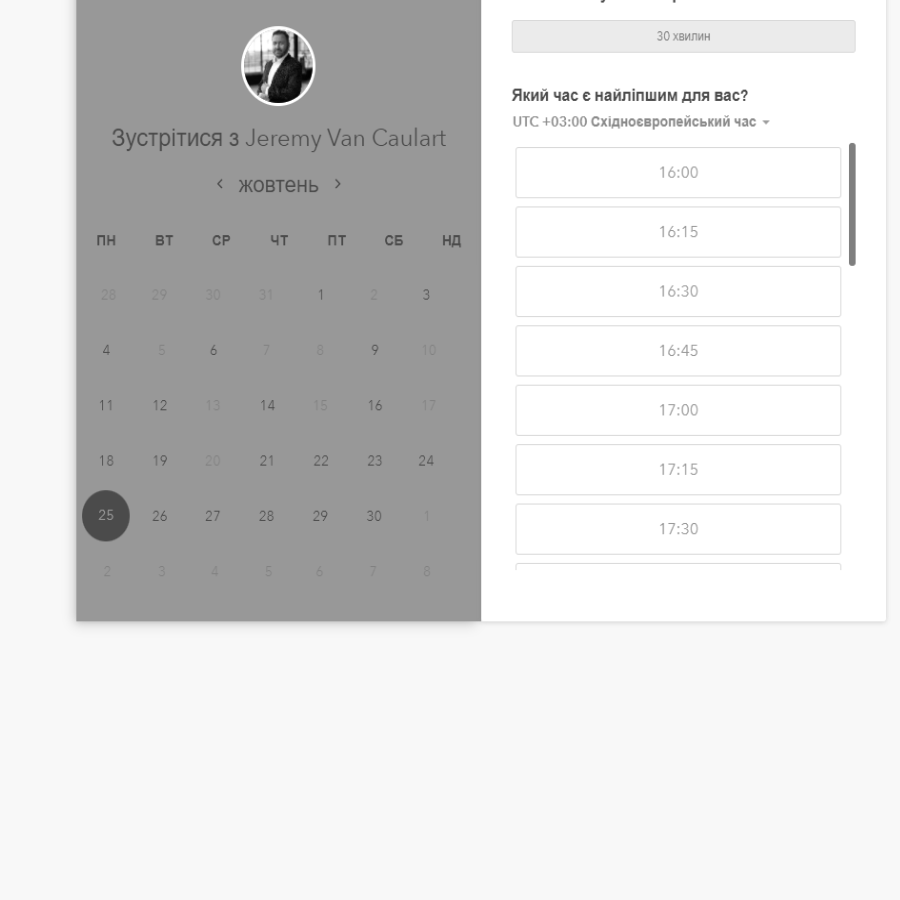 Зустрітися з Jeremy Van Caulart
жовтень
ПН ВТ СР ЧТ ПТ СБ НД
28 29 30 31 1 2 3
4 5 6 7 8 9 10
11 12 13 14 15 16 17
18 19 20 21 22 23 24
25 26 27 28 29 30 1
2 3 4 5 6 7 8
30 хвилин
Який час є найліпшим для вас?
UTC +03:00 Східноєвропейський час
16:00
16:15
16:30
16:45
17:00
17:15
17:30